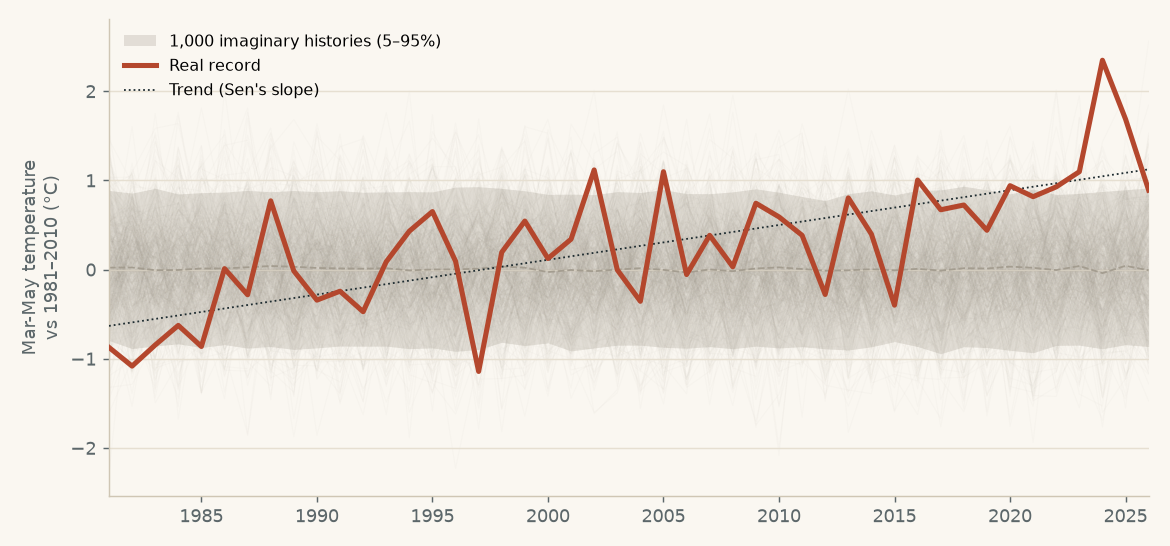 1,000 imaginary histories (5–95%)
Real record
Trend (Sen's slope)
Mar-May temperature
vs 1981–2010 (°C)
2
1
0
−1
−2
1985
1990
1995
2000
2005
2010
2015
2020
2025